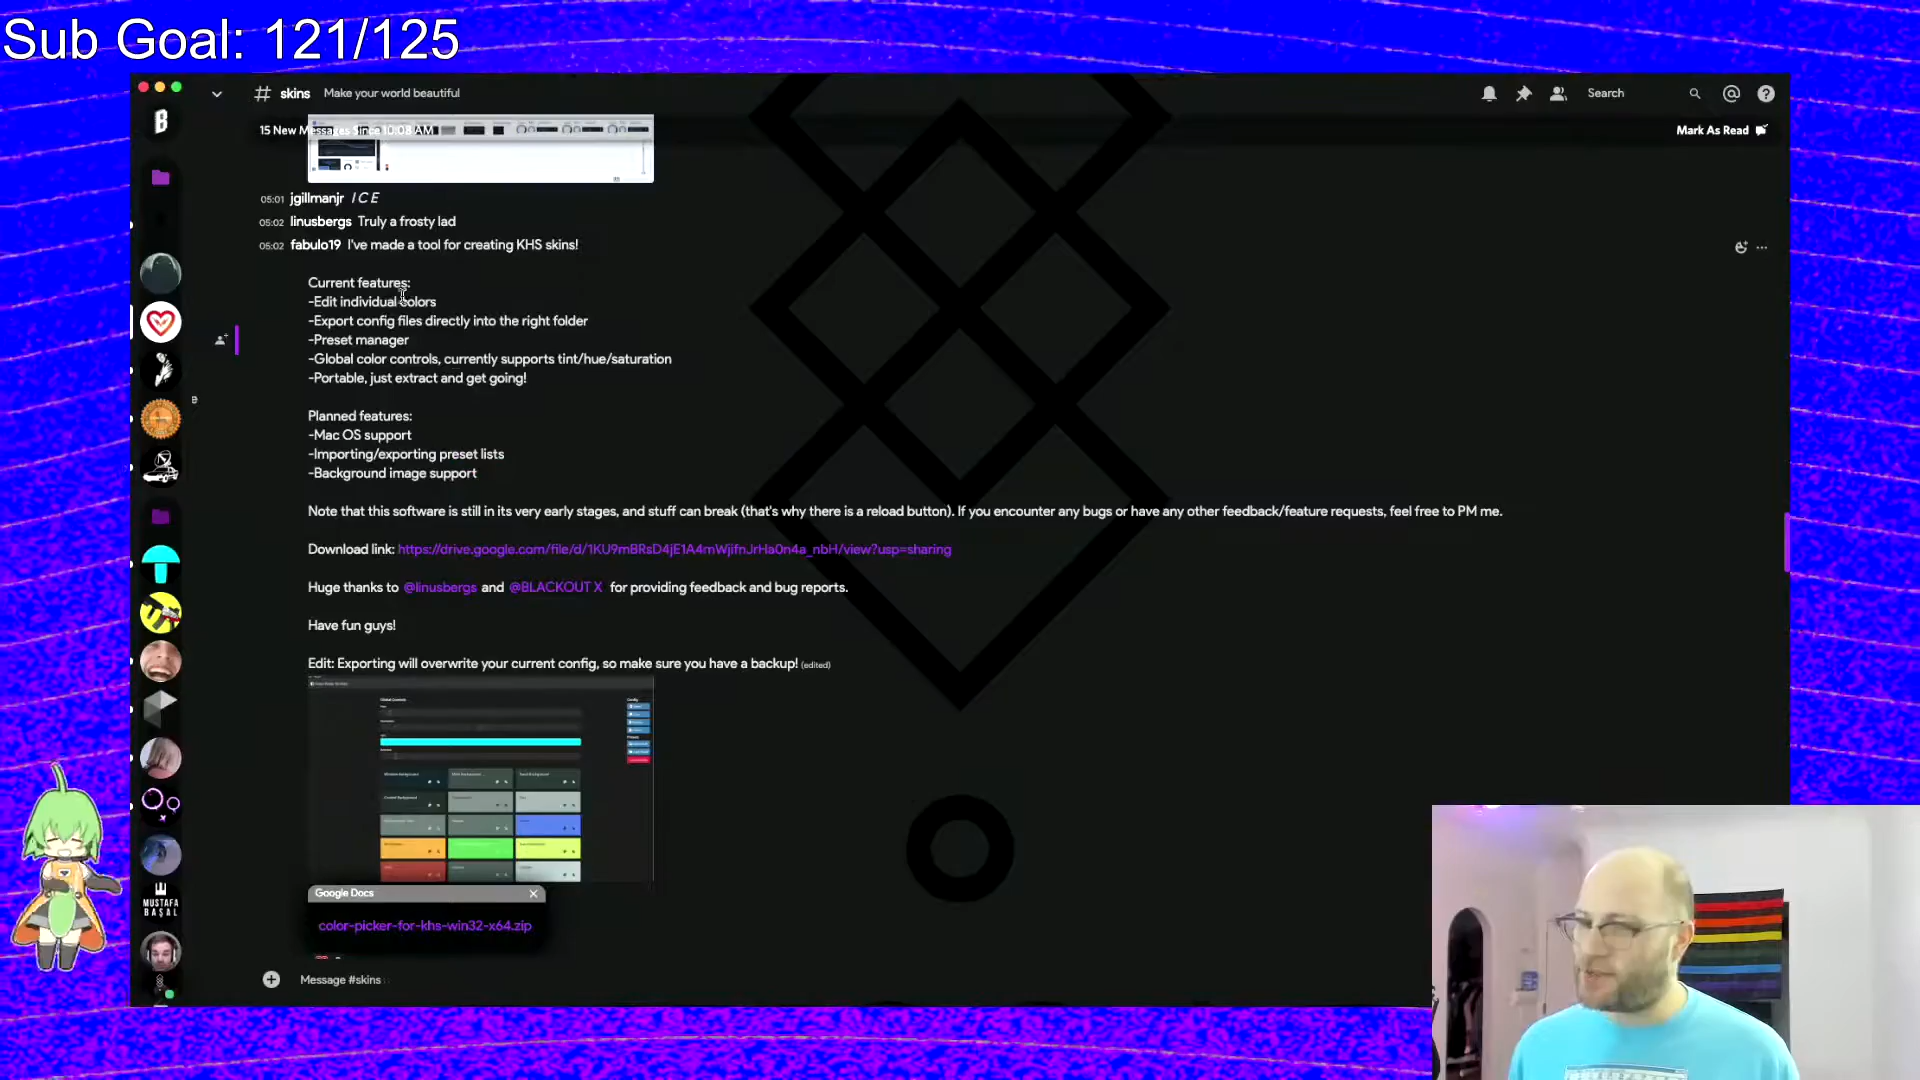 Sub Goal: 121/125
# skins Make your world beautiful
Search
15 New Messages Since 10:08 AM
Mark As Read
05:01 jgillmanjr I C E
05:02 linusbergs Truly a frosty lad
05:02 fabulo19 I've made a tool for creating KHS skins!
Current features:
-Edit individual colors
-Export config files directly into the right folder
-Preset manager
-Global color controls, currently supports tint/hue/saturation
-Portable, just extract and get going!
Planned features:
-Mac OS support
-Importing/exporting preset lists
-Background image support
Note that this software is still in its very early stages, and stuff can break (that's why there is a reload button). If you encounter any bugs or have any other feedback/feature requests, feel free to PM me.
Download link: https://drive.google.com/file/d/1KU9mBRsD4jE1A4mWjifnJrHa0n4a_nbH/view?usp=sharing
Huge thanks to @linusbergs and @BLACKOUT X for providing feedback and bug reports.
Have fun guys!
Edit: Exporting will overwrite your current config, so make sure you have a backup! (edited)
Google Docs
color-picker-for-khs-win32-x64.zip
MUSTAFA
BAŞAL
Message #skins